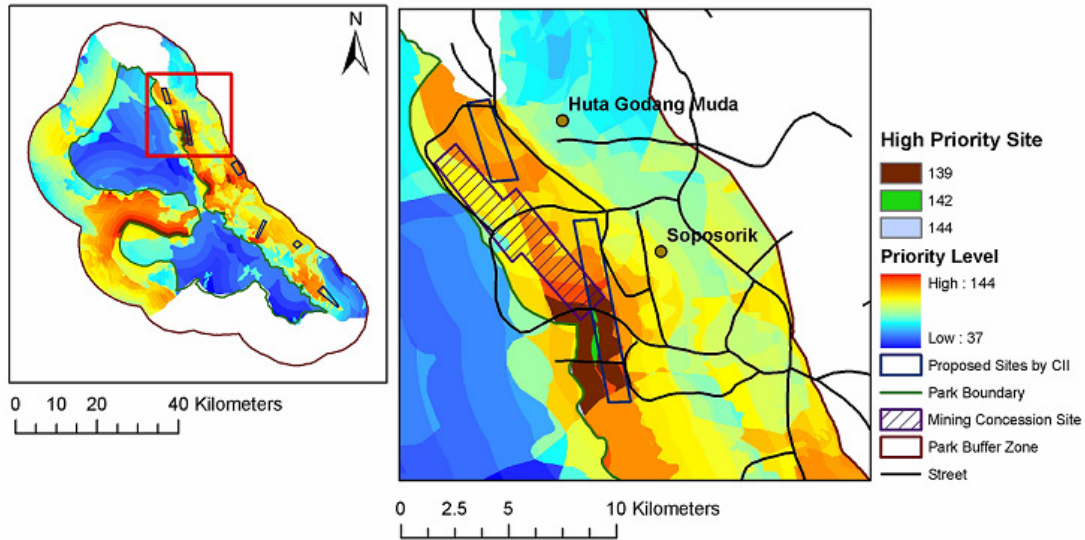 N
0 10 20 40 Kilometers
Huta Godang Muda
Soposorik
0 2.5 5 10 Kilometers
High Priority Site
139
142
144
Priority Level
High : 144
Low : 37
Proposed Sites by CII
Park Boundary
Mining Concession Site
Park Buffer Zone
Street